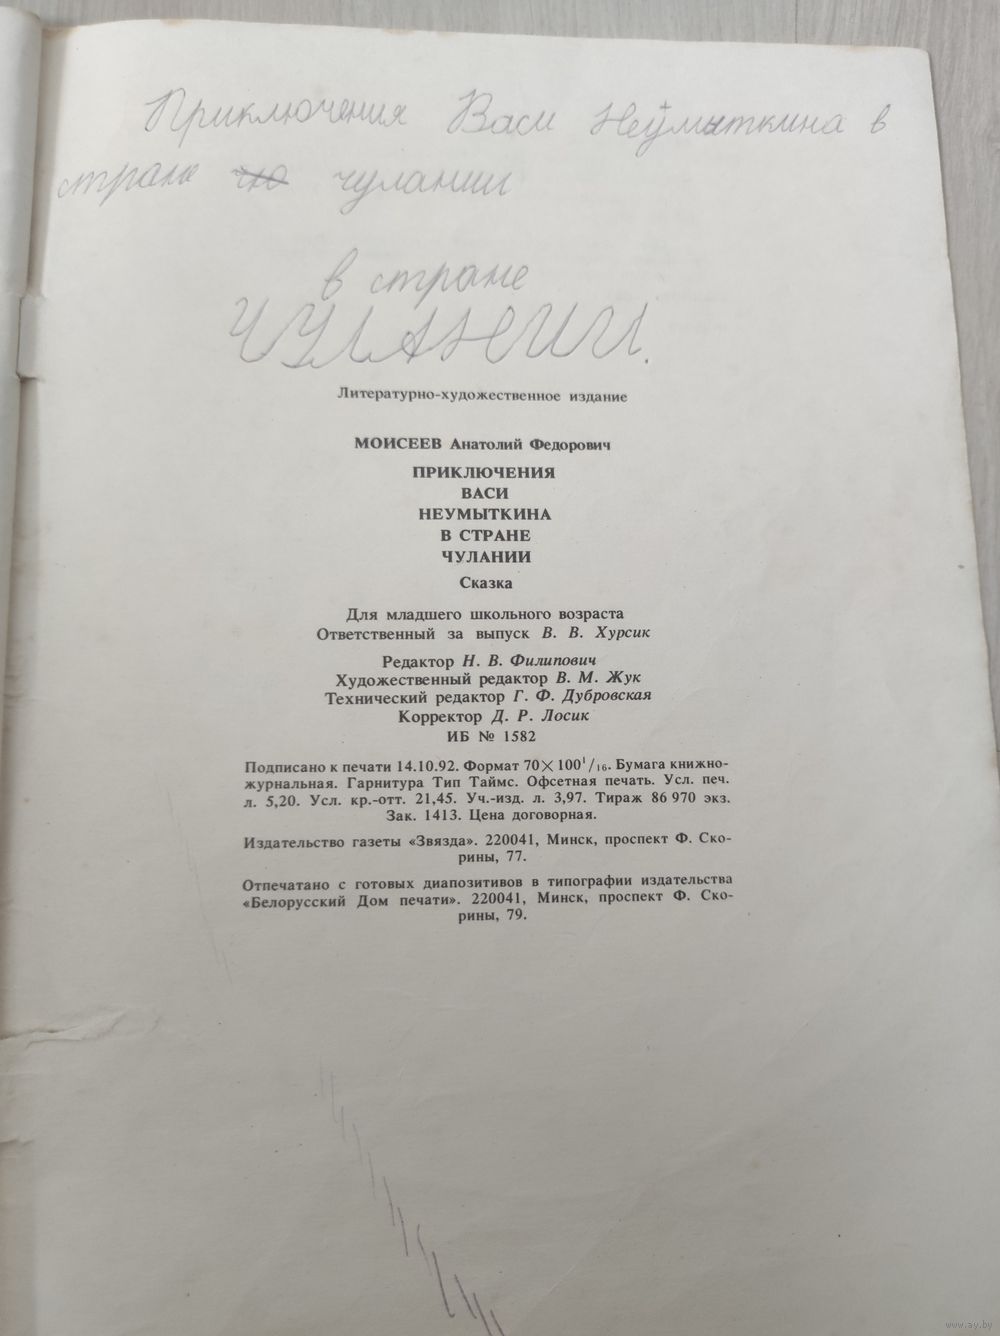 Приключения Васи Неумыткина в
стране чулании
в стране
ЧУЛАНИИ.
Литературно-художественное издание
МОИСЕЕВ Анатолий Федорович
ПРИКЛЮЧЕНИЯ
ВАСИ
НЕУМЫТКИНА
В СТРАНЕ
ЧУЛАНИИ
Сказка
Для младшего школьного возраста
Ответственный за выпуск В. В. Хурсик
Редактор Н. В. Филипович
Художественный редактор В. М. Жук
Технический редактор Г. Ф. Дубровская
Корректор Д. Р. Лосик
ИБ № 1582
Подписано к печати 14.10.92. Формат 70×100¹/₁₆. Бумага книжно-
журнальная. Гарнитура Тип Таймс. Офсетная печать. Усл. печ.
л. 5,20. Усл. кр.-отт. 21,45. Уч.-изд. л. 3,97. Тираж 86 970 экз.
Зак. 1413. Цена договорная.
Издательство газеты «Звязда». 220041, Минск, проспект Ф. Ско-
рины, 77.
Отпечатано с готовых диапозитивов в типографии издательства
«Белорусский Дом печати». 220041, Минск, проспект Ф. Ско-
рины, 79.
www.ay.by